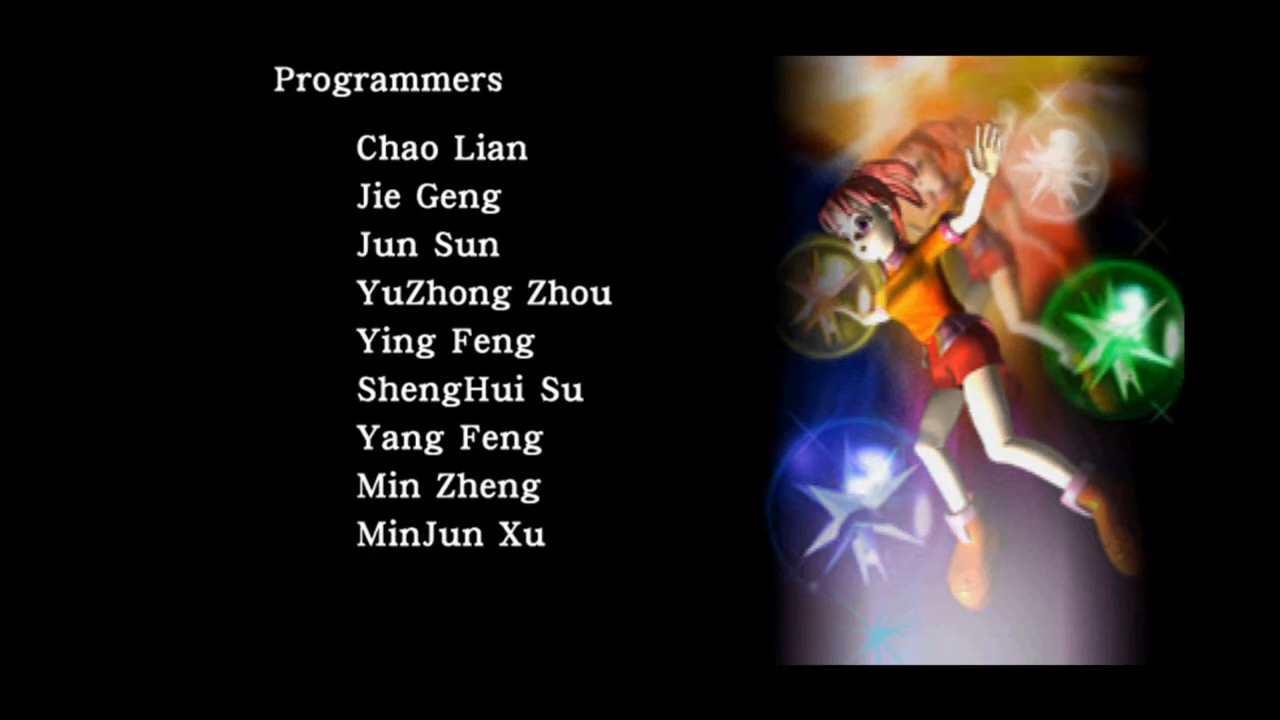 Programmers
Chao Lian
Jie Geng
Jun Sun
YuZhong Zhou
Ying Feng
ShengHui Su
Yang Feng
Min Zheng
MinJun Xu